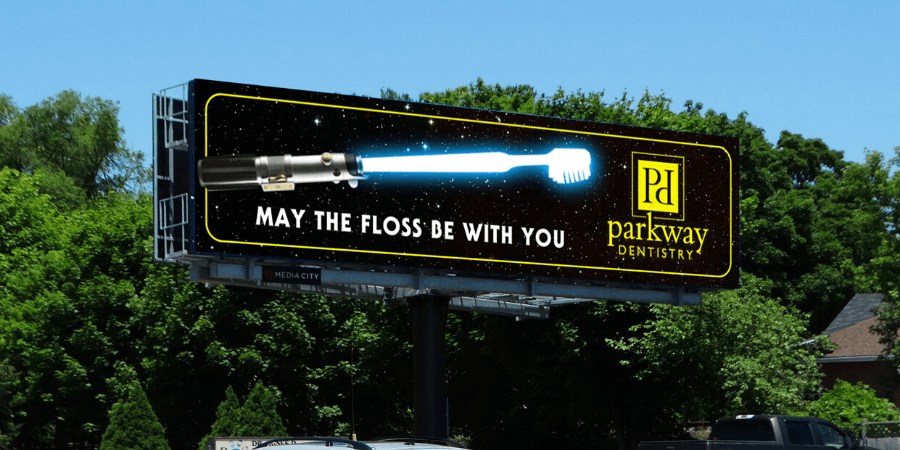 MAY THE FLOSS BE WITH YOU
Pd
parkway
DENTISTRY
MEDIA CITY